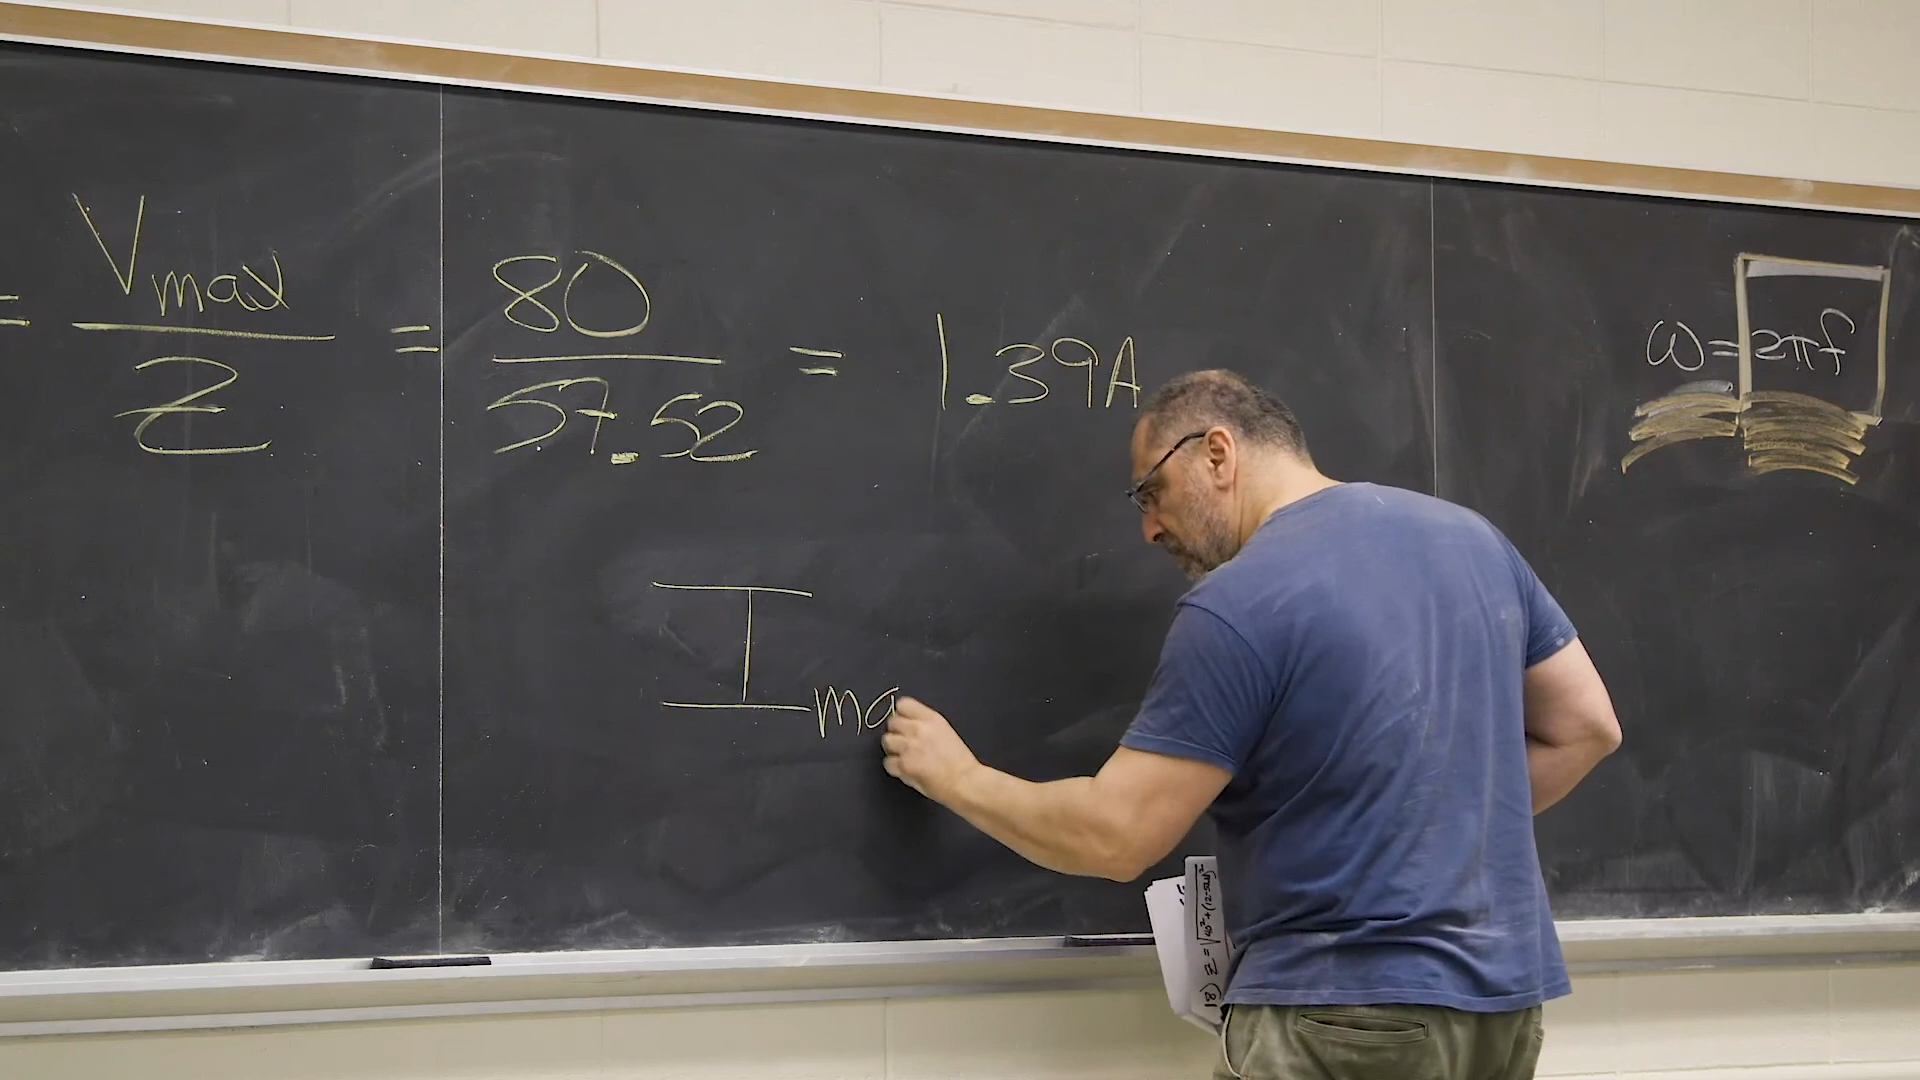 = Vmax / Z = 80 / 57.52 = 1.39A
ω = 2πf
Ima